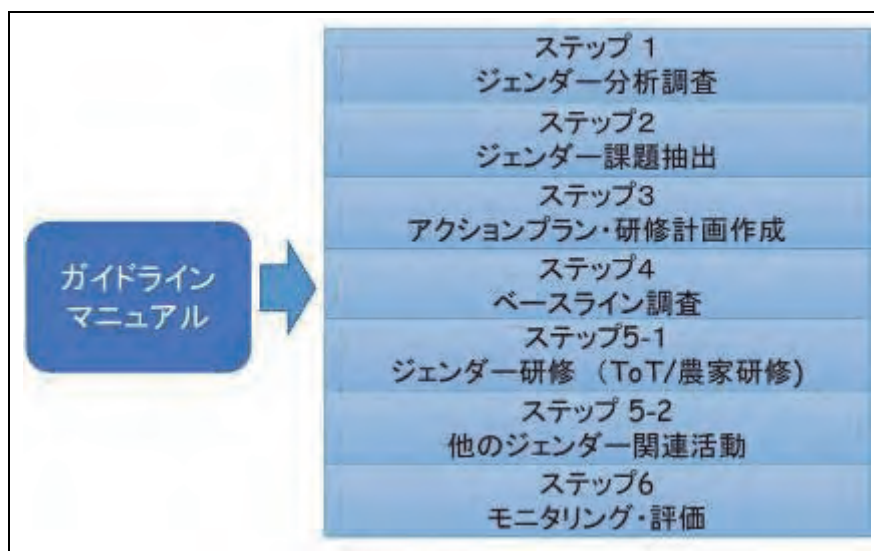 ガイドライン
マニュアル
ステップ 1
ジェンダー分析調査
ステップ2
ジェンダー課題抽出
ステップ3
アクションプラン・研修計画作成
ステップ4
ベースライン調査
ステップ5-1
ジェンダー研修 (ToT/農家研修)
ステップ 5-2
他のジェンダー関連活動
ステップ6
モニタリング・評価